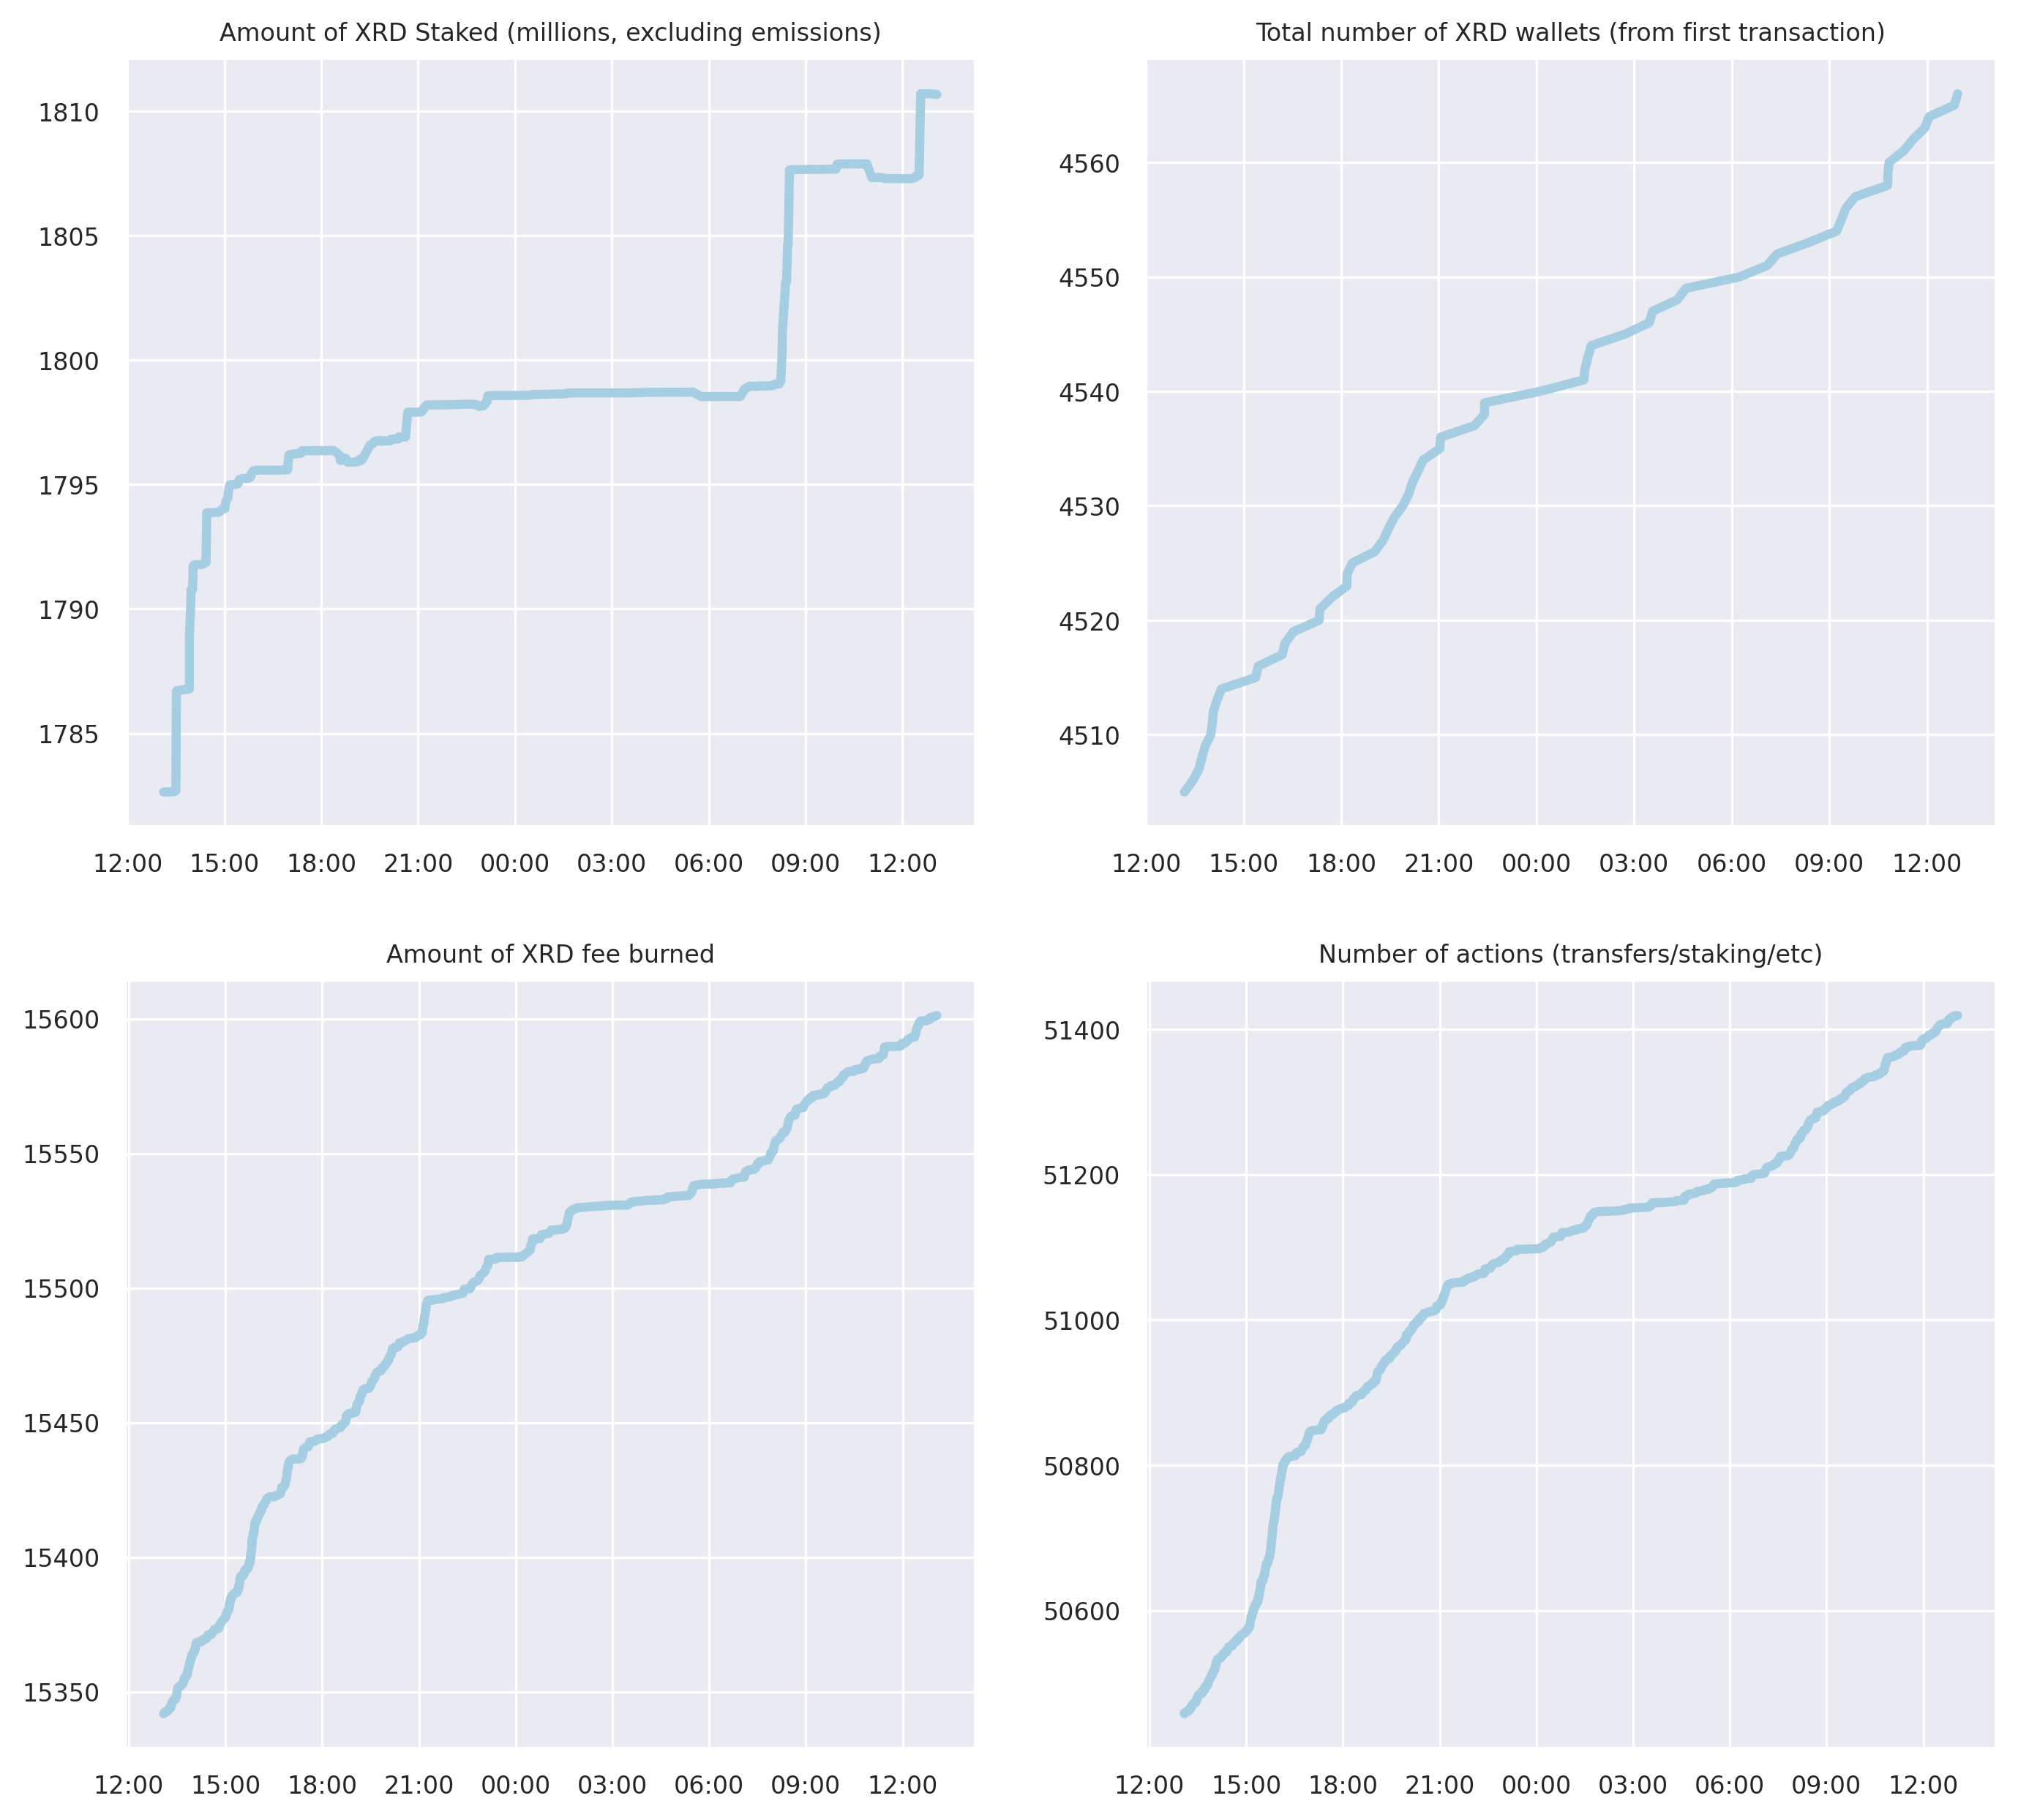 Amount of XRD Staked (millions, excluding emissions)
1810
1805
1800
1795
1790
1785
12:00 15:00 18:00 21:00 00:00 03:00 06:00 09:00 12:00
Total number of XRD wallets (from first transaction)
4560
4550
4540
4530
4520
4510
12:00 15:00 18:00 21:00 00:00 03:00 06:00 09:00 12:00
Amount of XRD fee burned
15600
15550
15500
15450
15400
15350
12:00 15:00 18:00 21:00 00:00 03:00 06:00 09:00 12:00
Number of actions (transfers/staking/etc)
51400
51200
51000
50800
50600
12:00 15:00 18:00 21:00 00:00 03:00 06:00 09:00 12:00